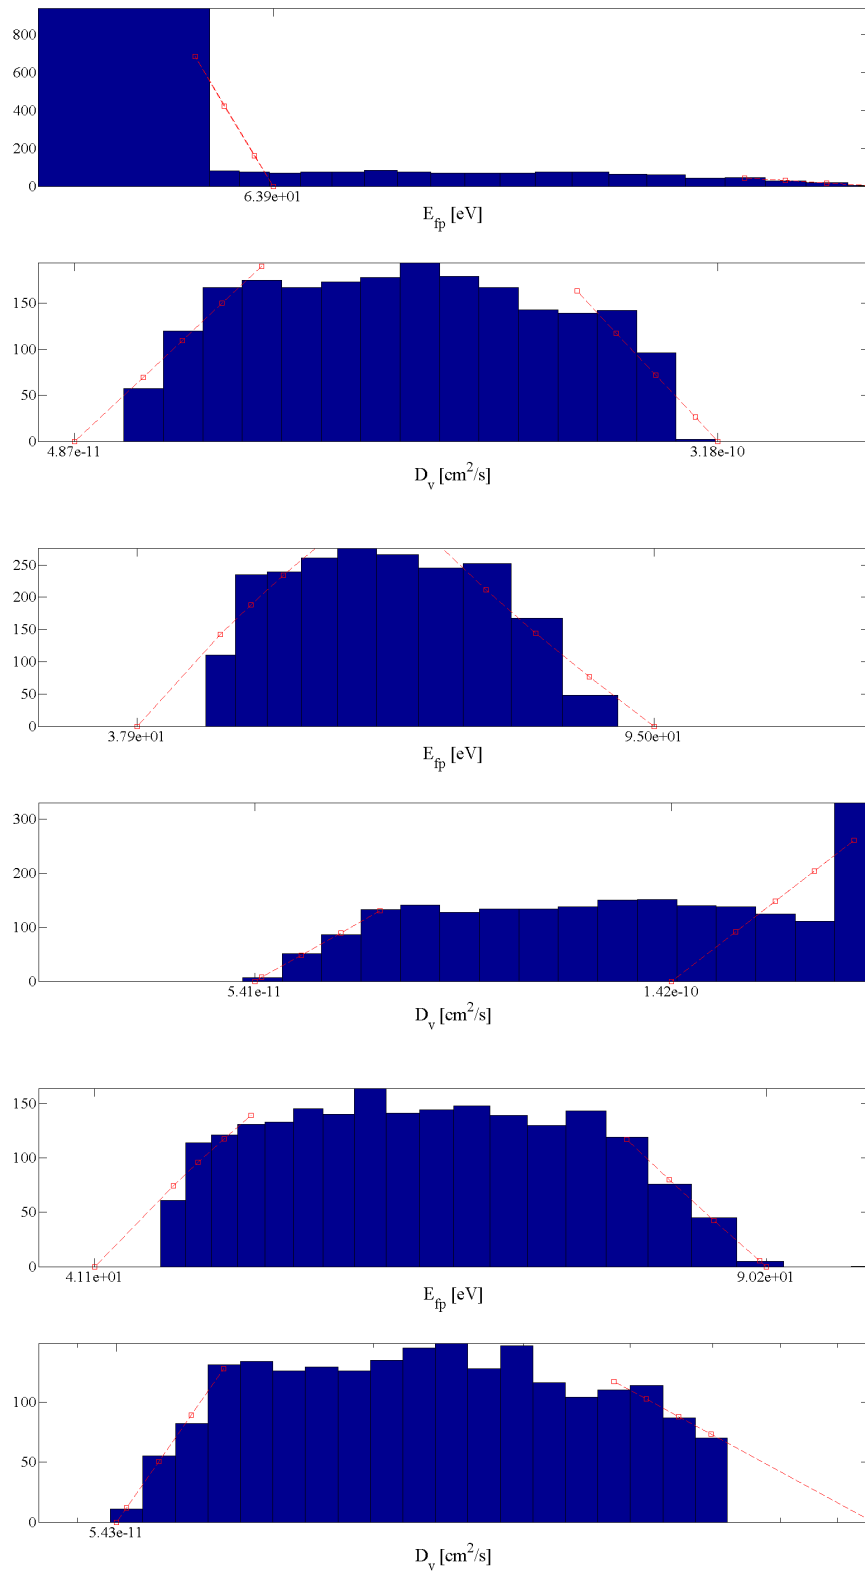 800
600
400
200
0
6.39e+01
E_fp [eV]
150
100
50
0
4.87e-11
3.18e-10
D_v [cm^2/s]
250
200
150
100
50
0
3.79e+01
9.50e+01
E_fp [eV]
300
200
100
0
5.41e-11
1.42e-10
D_v [cm^2/s]
150
100
50
0
4.11e+01
9.02e+01
E_fp [eV]
100
50
0
5.43e-11
D_v [cm^2/s]